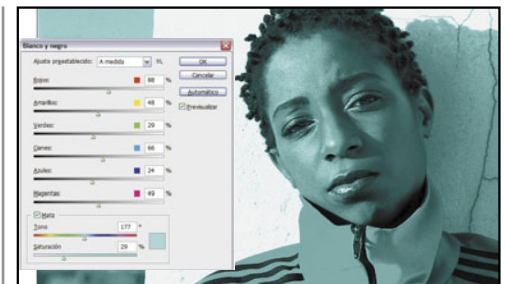 Blanco y negro
Ajuste preestablecido: A medida
OK
Cancelar
Automático
Previsualizar
Rojos: 88 %
Amarillos: 48 %
Verdes: 29 %
Cianes: 66 %
Azules: 24 %
Magentas: 49 %
Mata
Tono 177 °
Saturación 29 %